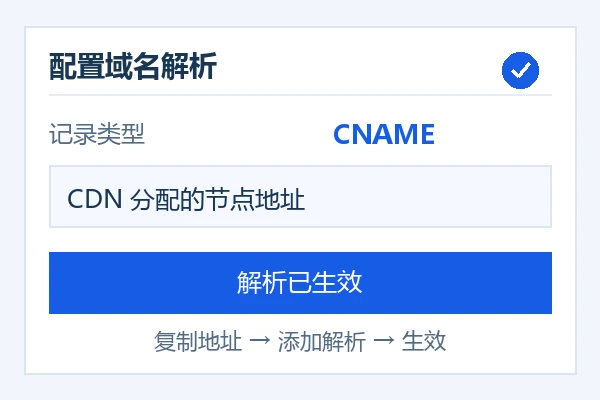 配置域名解析
记录类型 CNAME
CDN 分配的节点地址
解析已生效
复制地址 → 添加解析 → 生效